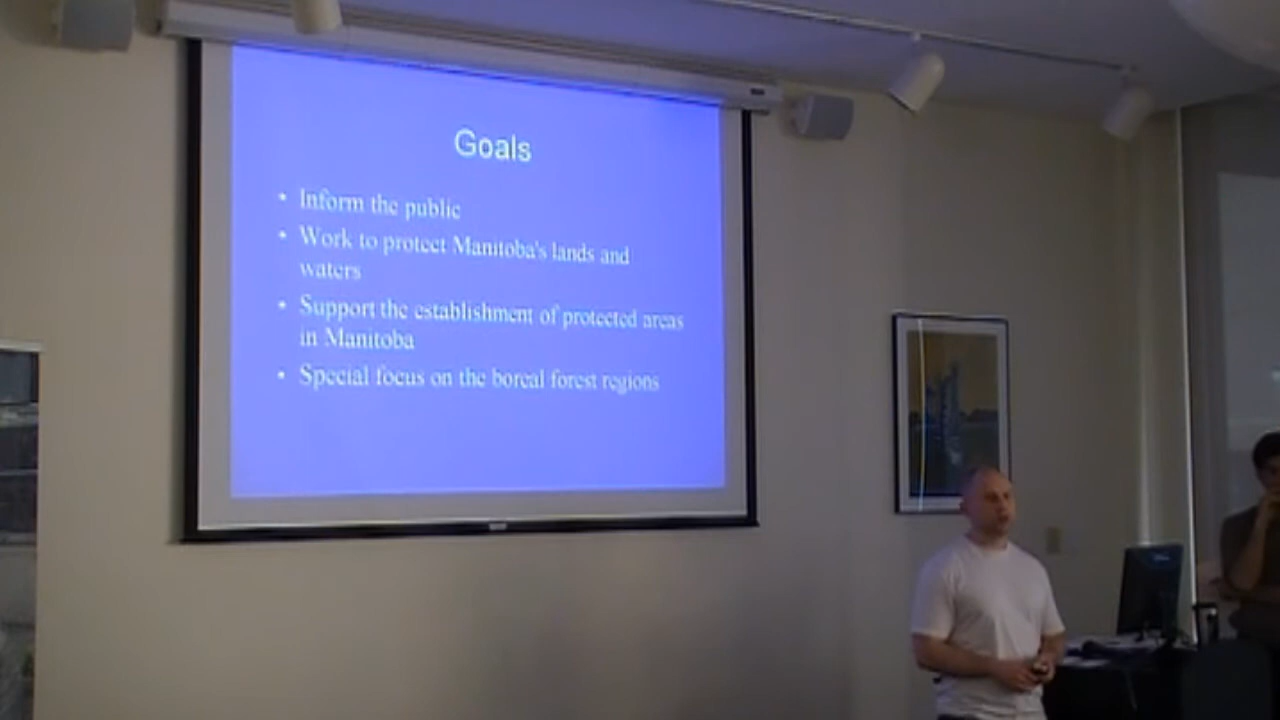 Goals
• Inform the public
• Work to protect Manitoba's lands and
waters
• Support the establishment of protected areas
in Manitoba
• Special focus on the boreal forest regions